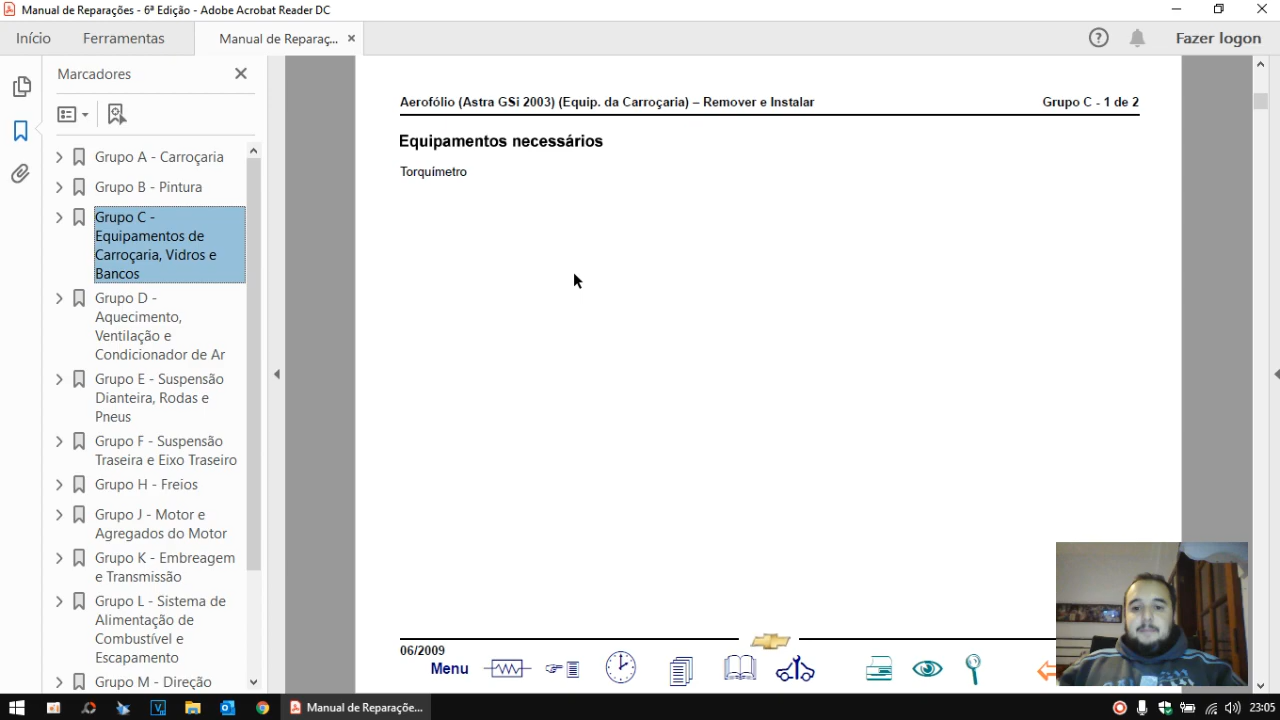 Manual de Reparações - 6ª Edição - Adobe Acrobat Reader DC
Início
Ferramentas
Manual de Reparaç...
Fazer logon
Marcadores
Grupo A - Carroçaria
Grupo B - Pintura
Grupo C -
Equipamentos de
Carroçaria, Vidros e
Bancos
Grupo D -
Aquecimento,
Ventilação e
Condicionador de Ar
Grupo E - Suspensão
Dianteira, Rodas e
Pneus
Grupo F - Suspensão
Traseira e Eixo Traseiro
Grupo H - Freios
Grupo J - Motor e
Agregados do Motor
Grupo K - Embreagem
e Transmissão
Grupo L - Sistema de
Alimentação de
Combustível e
Escapamento
Grupo M - Direção
Aerofólio (Astra GSi 2003) (Equip. da Carroçaria) – Remover e Instalar
Grupo C - 1 de 2
Equipamentos necessários
Torquímetro
06/2009
Menu
Manual de Reparaçõe...
23:05